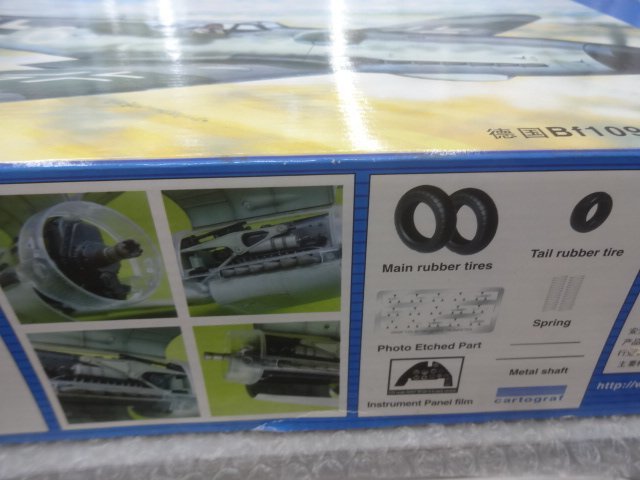 德国Bf109
Main rubber tires
Tail rubber tire
Photo Etched Part
Spring
Instrument Panel film
Metal shaft
cartograf
http://